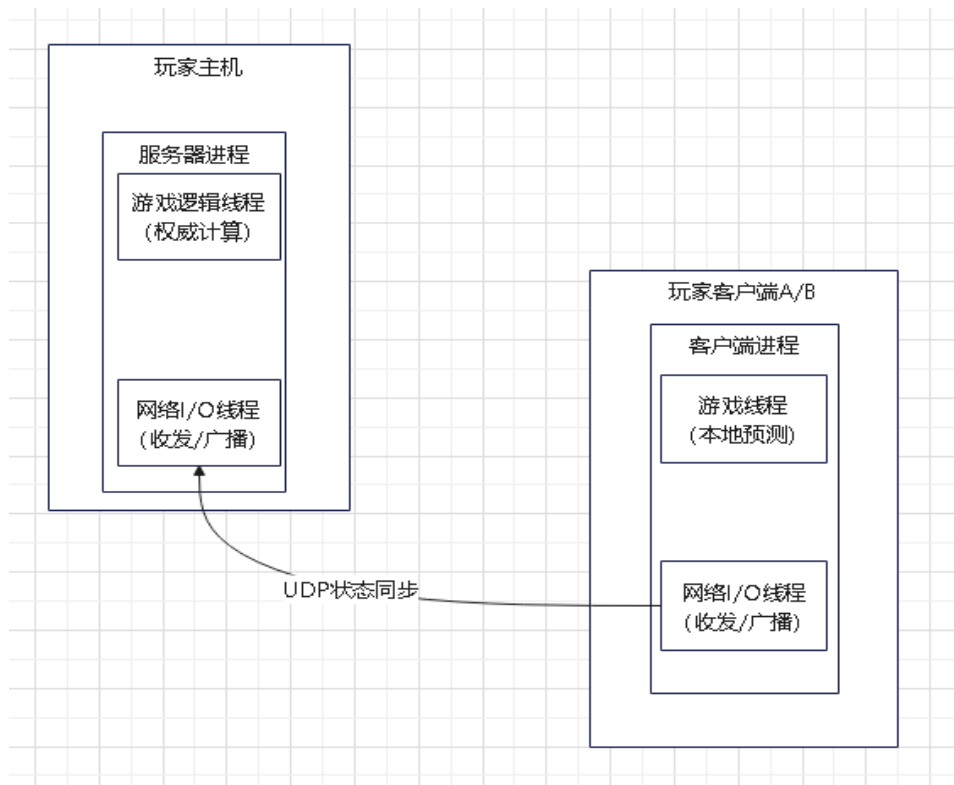 玩家主机
服务器进程
游戏逻辑线程
(权威计算)
网络I/O线程
(收发/广播)
玩家客户端A/B
客户端进程
游戏线程
(本地预测)
网络I/O线程
(收发/广播)
UDP状态同步